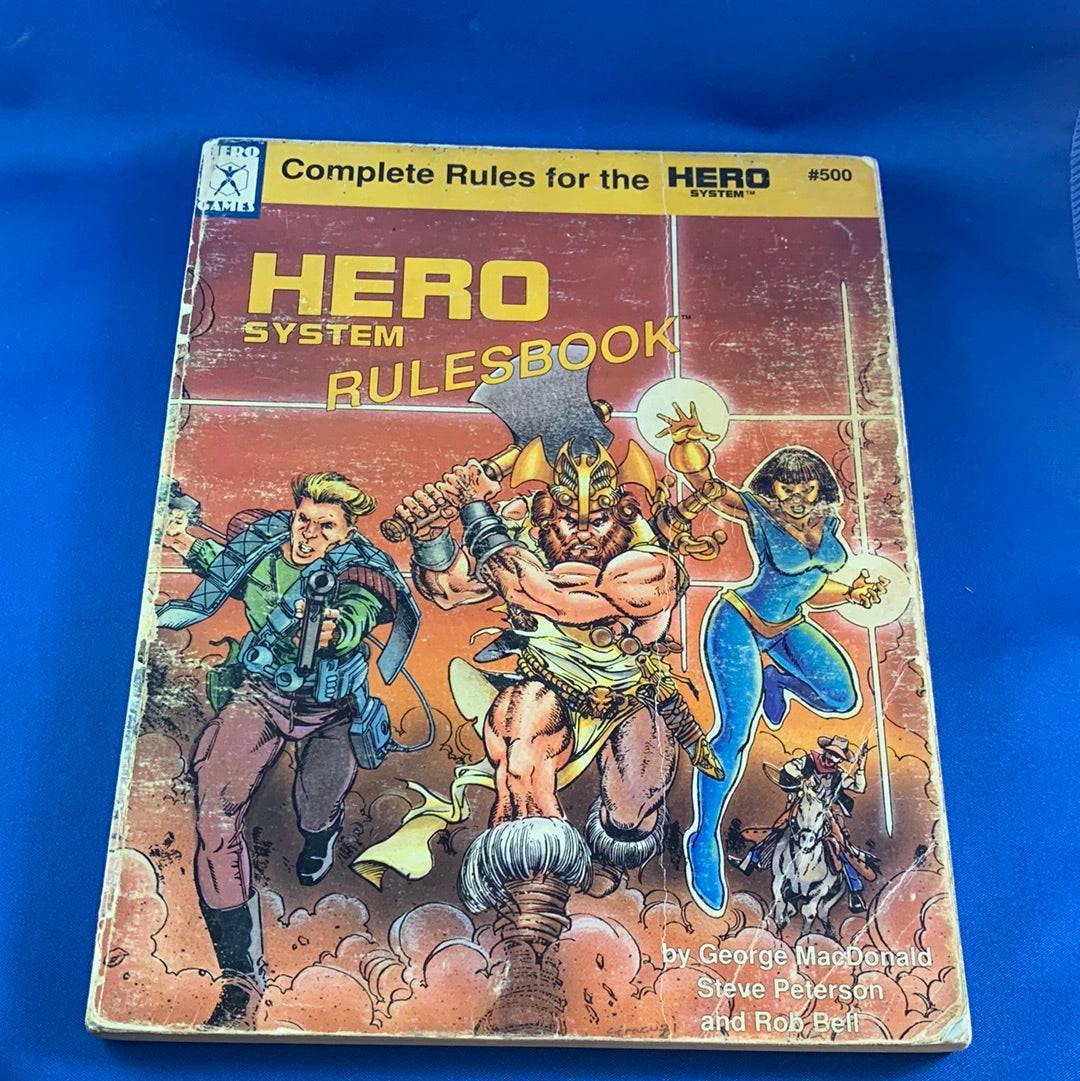 HERO
GAMES
Complete Rules for the HERO SYSTEM™ #500
HERO
SYSTEM
RULESBOOK™
by George MacDonald
Steve Peterson
and Rob Bell